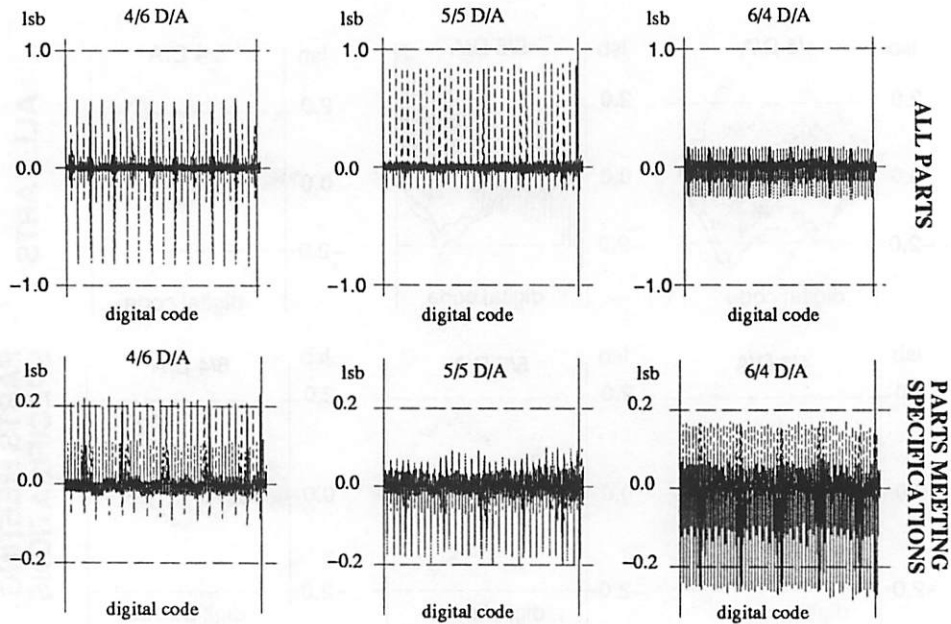 4/6 D/A
5/5 D/A
6/4 D/A
lsb
lsb
lsb
1.0
1.0
1.0
0.0
0.0
0.0
−1.0
−1.0
−1.0
digital code
digital code
digital code
ALL PARTS
4/6 D/A
5/5 D/A
6/4 D/A
lsb
lsb
lsb
0.2
0.2
0.2
0.0
0.0
0.0
−0.2
−0.2
−0.2
digital code
digital code
digital code
PARTS MEETING
SPECIFICATIONS